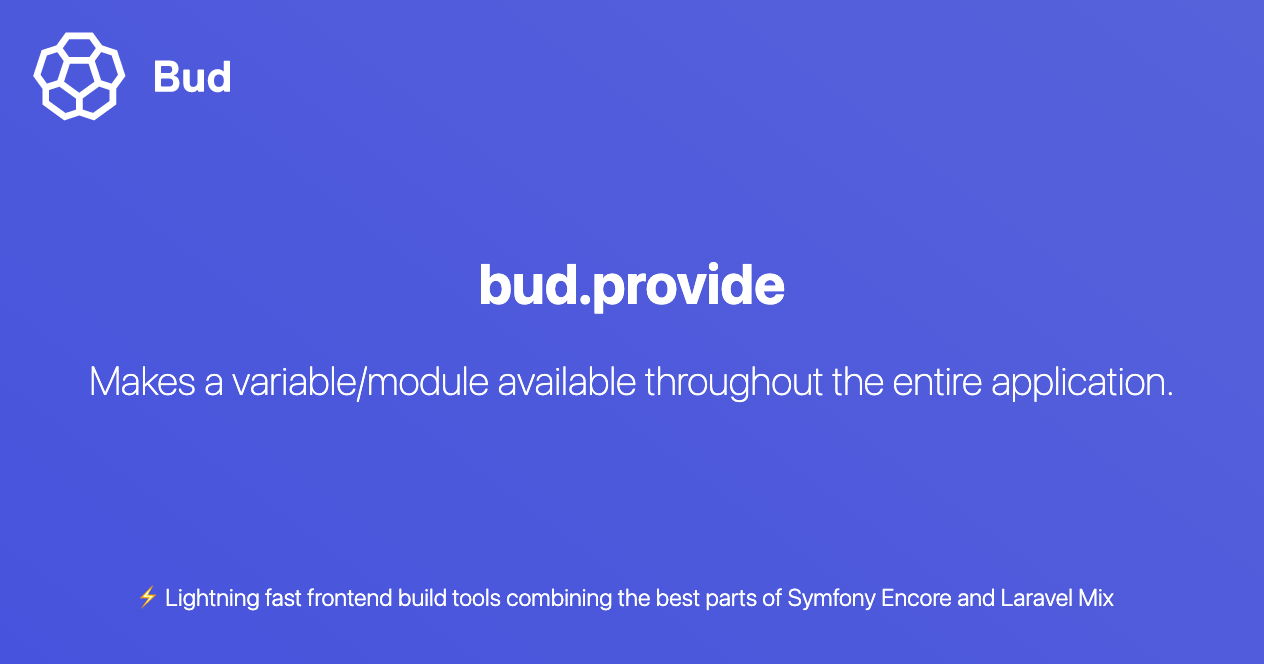 Bud
bud.provide
Makes a variable/module available throughout the entire application.
⚡ Lightning fast frontend build tools combining the best parts of Symfony Encore and Laravel Mix